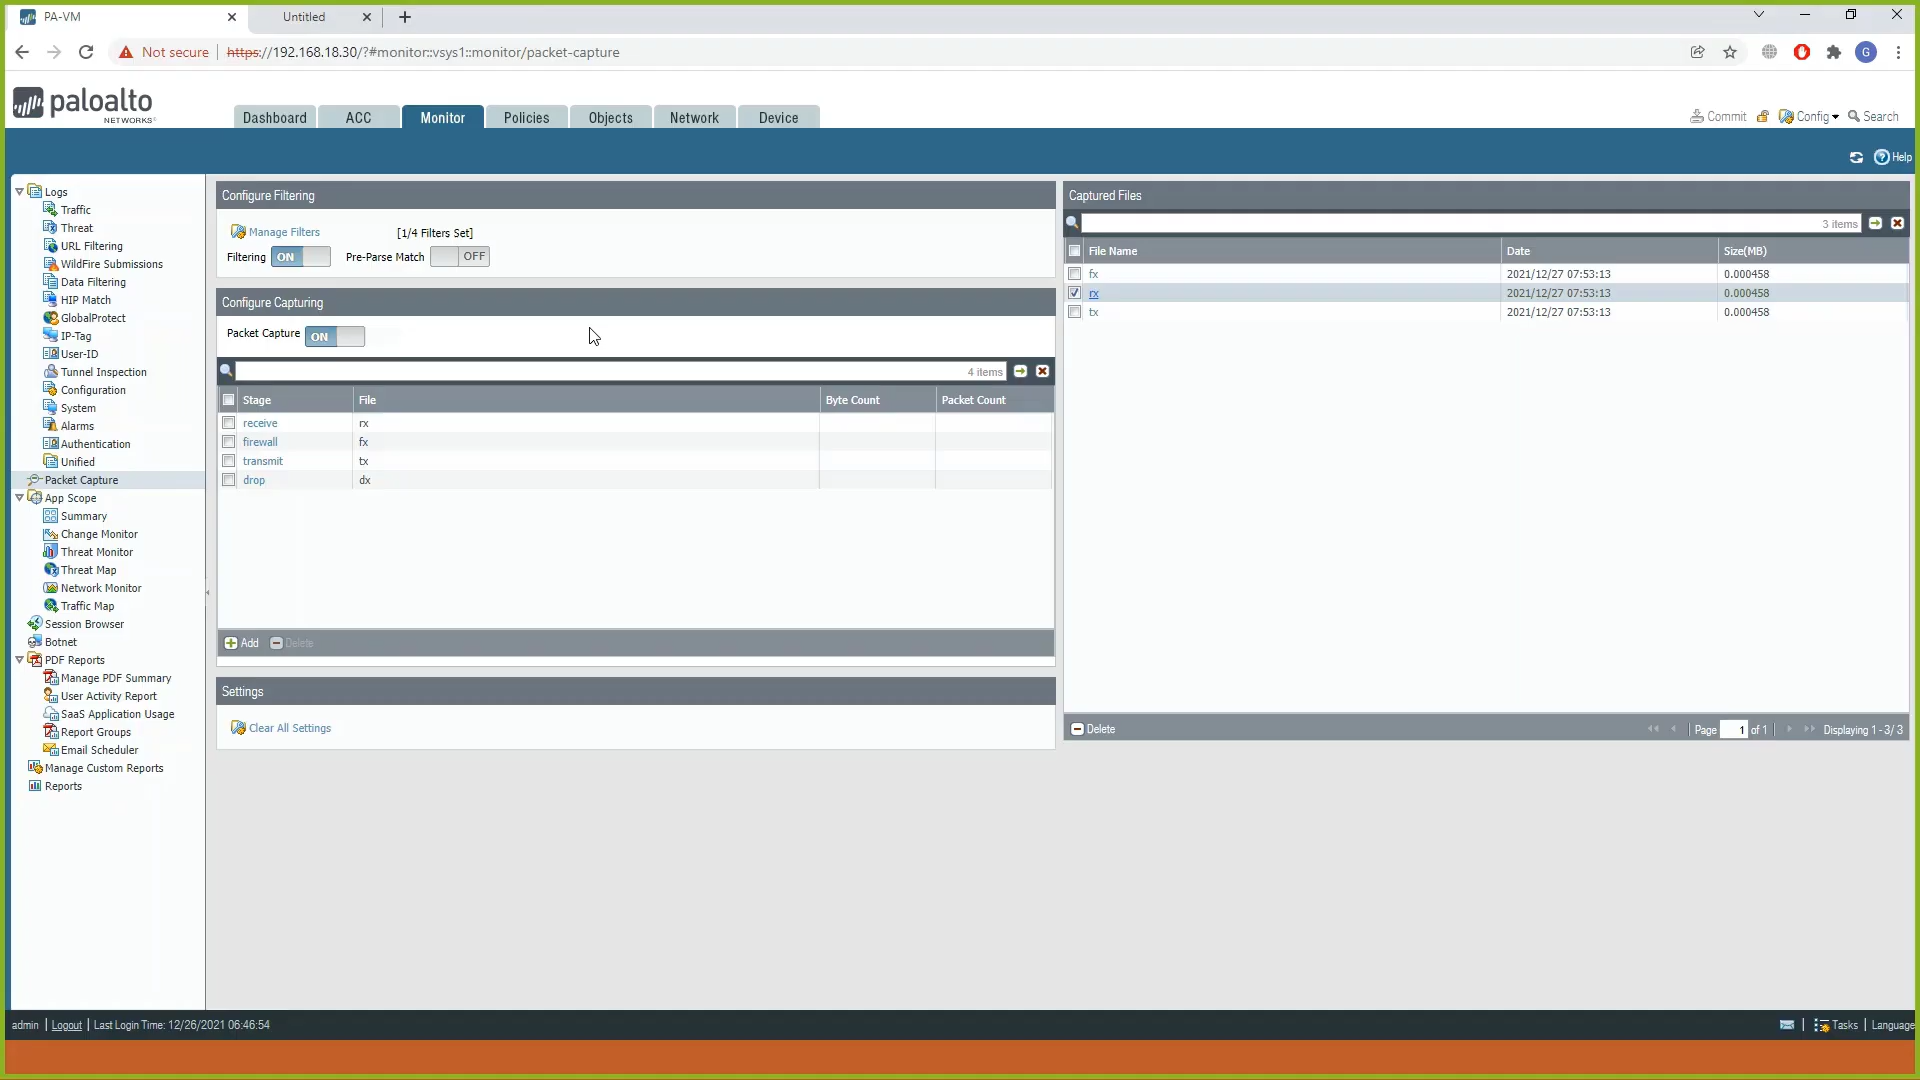 PA-VM
Untitled
Not secure
https://192.168.18.30/?#monitor::vsys1::monitor/packet-capture
G
paloalto
NETWORKS
Dashboard
ACC
Monitor
Policies
Objects
Network
Device
Commit
Config
Search
Help
Logs
Traffic
Threat
URL Filtering
WildFire Submissions
Data Filtering
HIP Match
GlobalProtect
IP-Tag
User-ID
Tunnel Inspection
Configuration
System
Alarms
Authentication
Unified
Packet Capture
App Scope
Summary
Change Monitor
Threat Monitor
Threat Map
Network Monitor
Traffic Map
Session Browser
Botnet
PDF Reports
Manage PDF Summary
User Activity Report
SaaS Application Usage
Report Groups
Email Scheduler
Manage Custom Reports
Reports
Configure Filtering
Manage Filters
[1/4 Filters Set]
Filtering ON
Pre-Parse Match OFF
Configure Capturing
Packet Capture ON
4 items
Stage File Byte Count Packet Count
receive rx
firewall fx
transmit tx
drop dx
Add Delete
Settings
Clear All Settings
Captured Files
3 items
File Name Date Size(MB)
fx 2021/12/27 07:53:13 0.000458
rx 2021/12/27 07:53:13 0.000458
tx 2021/12/27 07:53:13 0.000458
Delete
Page 1 of 1
Displaying 1 - 3/ 3
admin | Logout | Last Login Time: 12/26/2021 06:46:54
Tasks | Language